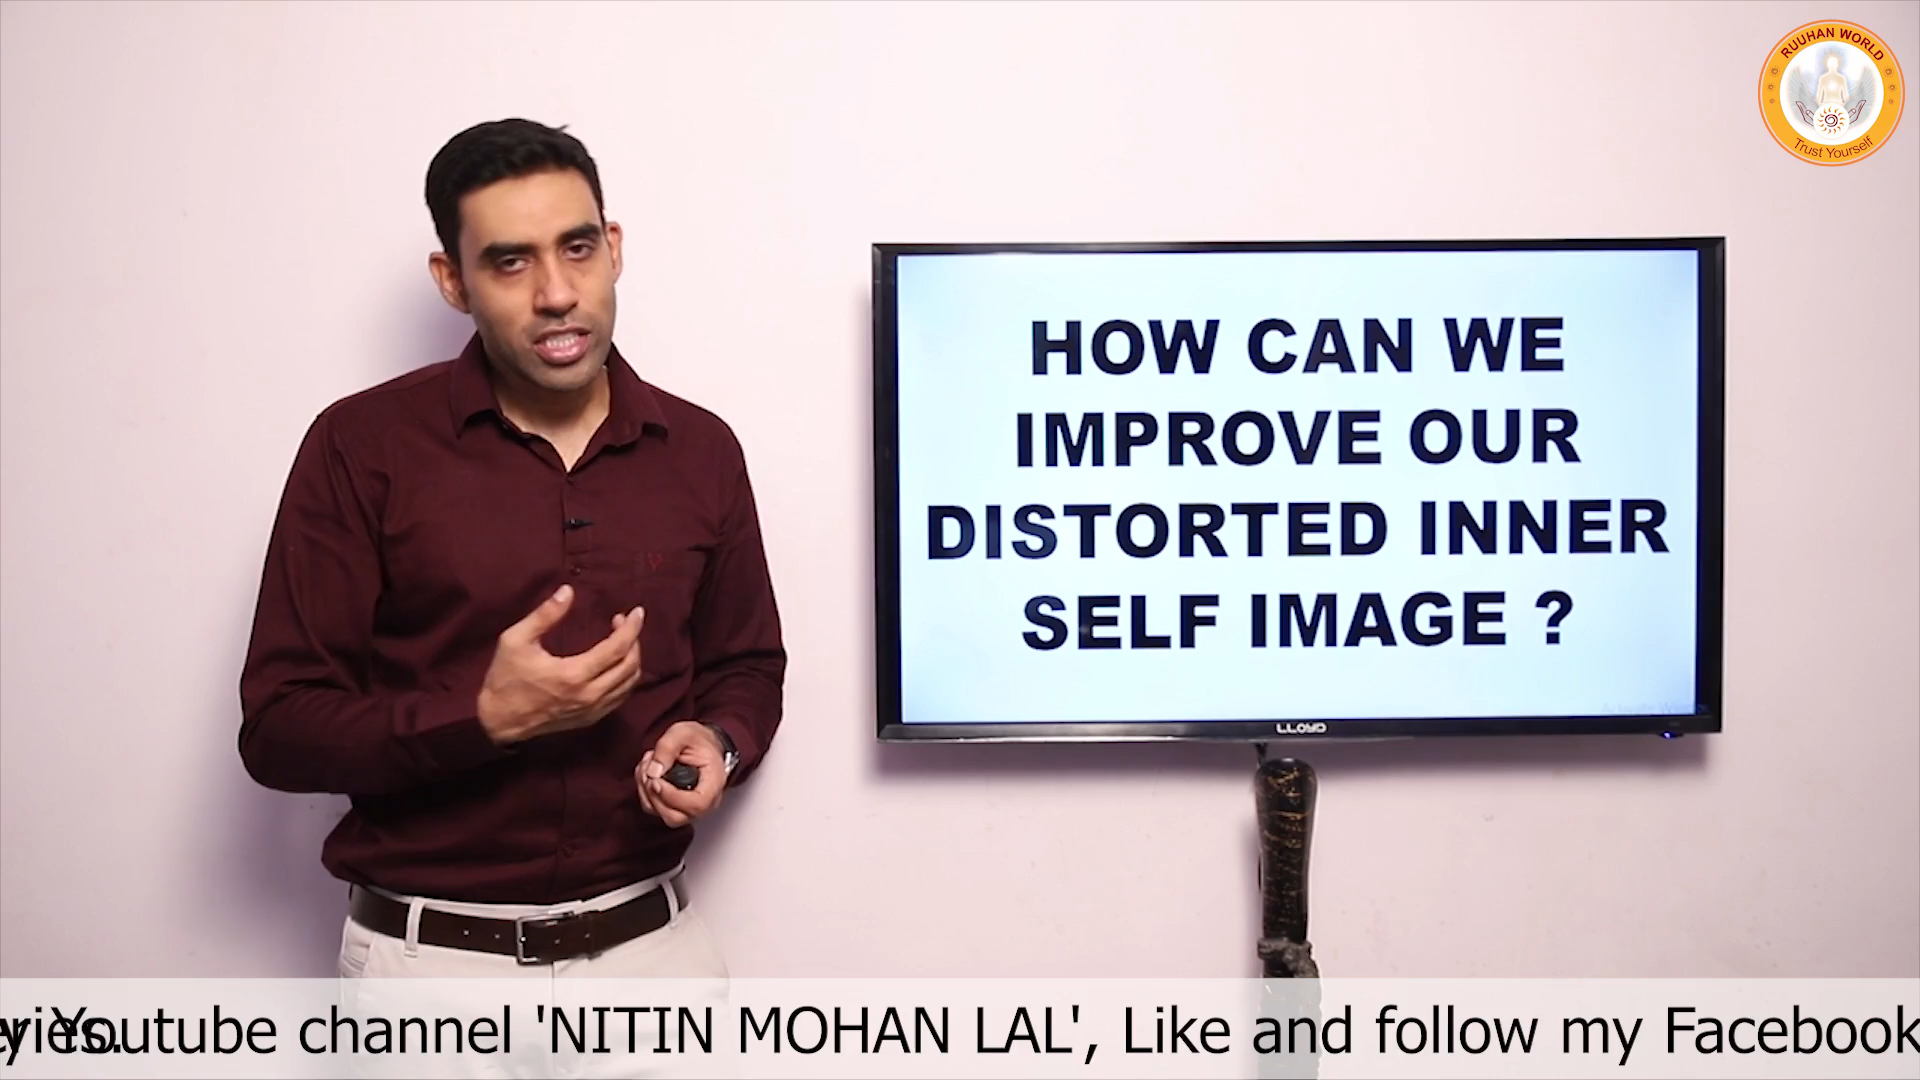 RUUHAN WORLD
Trust Yourself
HOW CAN WE
IMPROVE OUR
DISTORTED INNER
SELF IMAGE ?
LLOYD
Youtube channel 'NITIN MOHAN LAL', Like and follow my Facebook